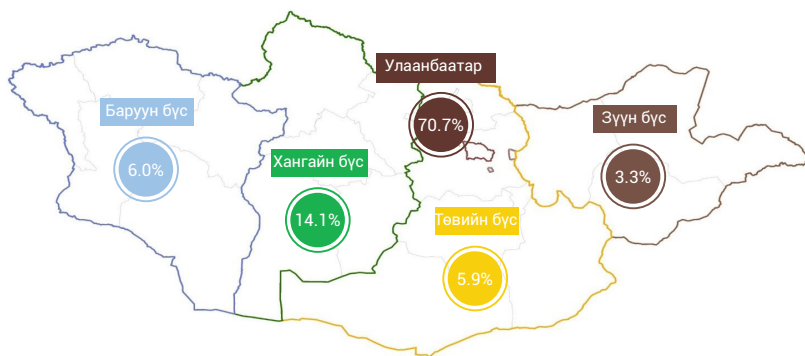 Улаанбаатар
70.7%
Баруун бүс
6.0%
Хангайн бүс
14.1%
Зүүн бүс
3.3%
Төвийн бүс
5.9%